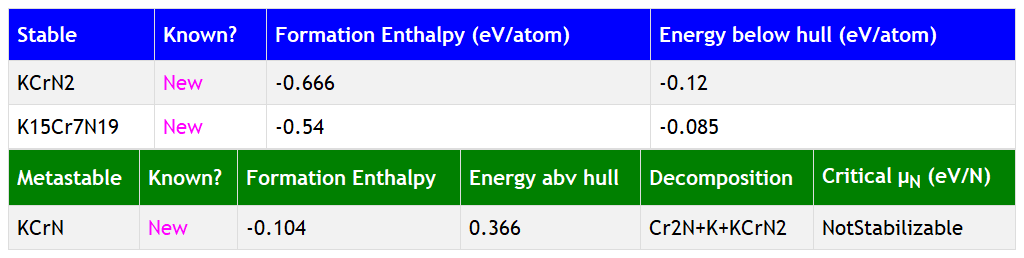 Stable Known? Formation Enthalpy (eV/atom) Energy below hull (eV/atom)
KCrN2 New -0.666 -0.12
K15Cr7N19 New -0.54 -0.085
Metastable Known? Formation Enthalpy Energy abv hull Decomposition Critical μN (eV/N)
KCrN New -0.104 0.366 Cr2N+K+KCrN2 NotStabilizable